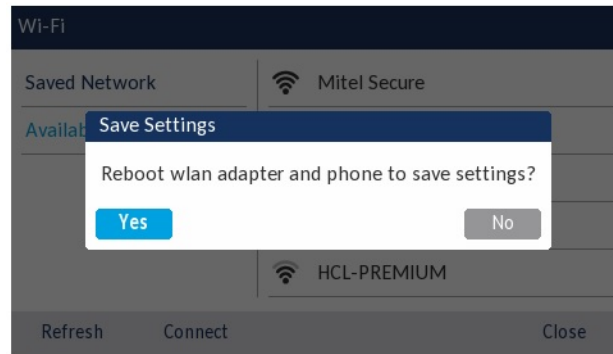 Wi-Fi
Saved Network
Mitel Secure
Availab
Save Settings
Reboot wlan adapter and phone to save settings?
Yes
No
HCL-PREMIUM
Refresh
Connect
Close